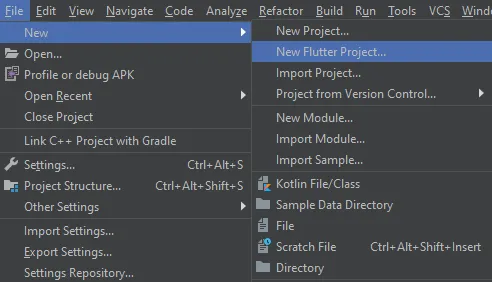 File Edit View Navigate Code Analyze Refactor Build Run Tools VCS
New
Open...
Profile or debug APK
Open Recent
Close Project
Link C++ Project with Gradle
Settings... Ctrl+Alt+S
Project Structure... Ctrl+Alt+Shift+S
Other Settings
Import Settings...
Export Settings...
Settings Repository...
New Project...
New Flutter Project...
Import Project...
Project from Version Control...
New Module...
Import Module...
Import Sample...
Kotlin File/Class
Sample Data Directory
File
Scratch File Ctrl+Alt+Shift+Insert
Directory